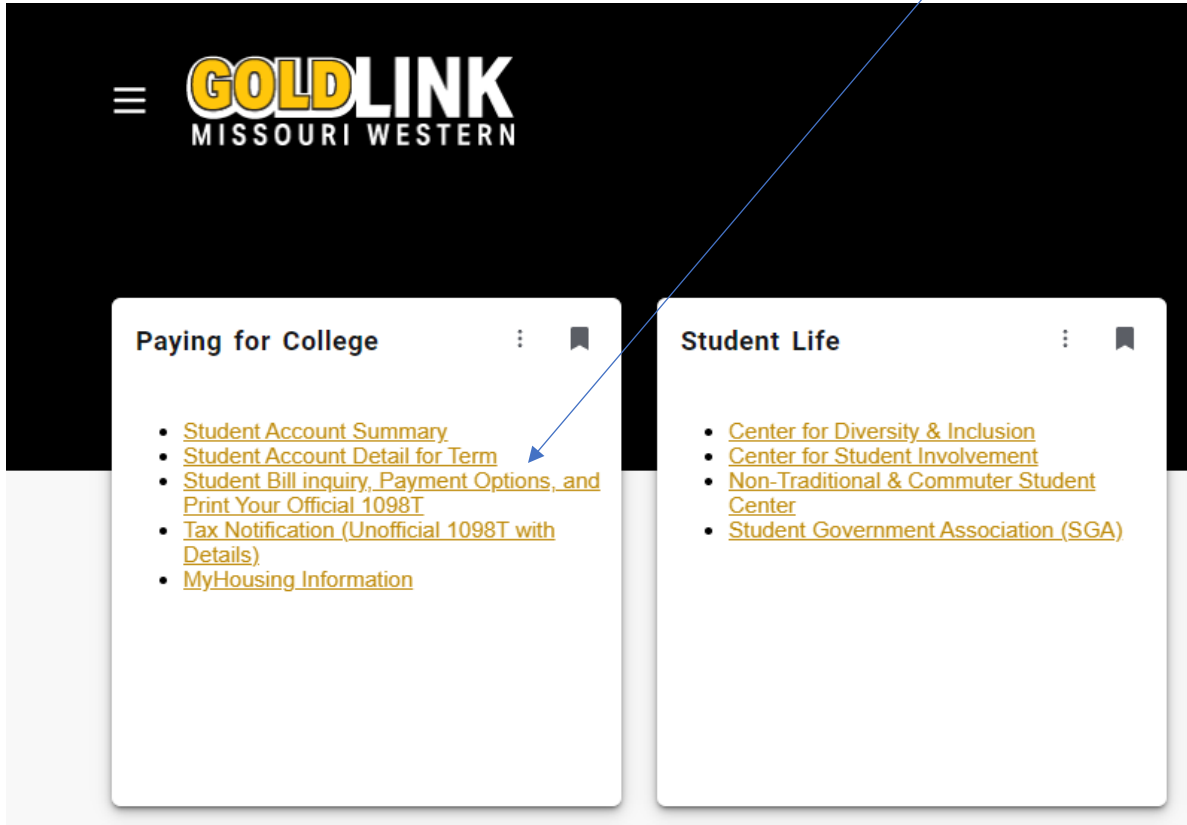 GOLDLINK
MISSOURI WESTERN
Paying for College
Student Account Summary
Student Account Detail for Term
Student Bill inquiry, Payment Options, and
Print Your Official 1098T
Tax Notification (Unofficial 1098T with
Details)
MyHousing Information
Student Life
Center for Diversity & Inclusion
Center for Student Involvement
Non-Traditional & Commuter Student
Center
Student Government Association (SGA)